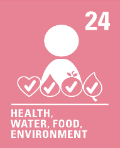 24
HEALTH,
WATER, FOOD,
ENVIRONMENT